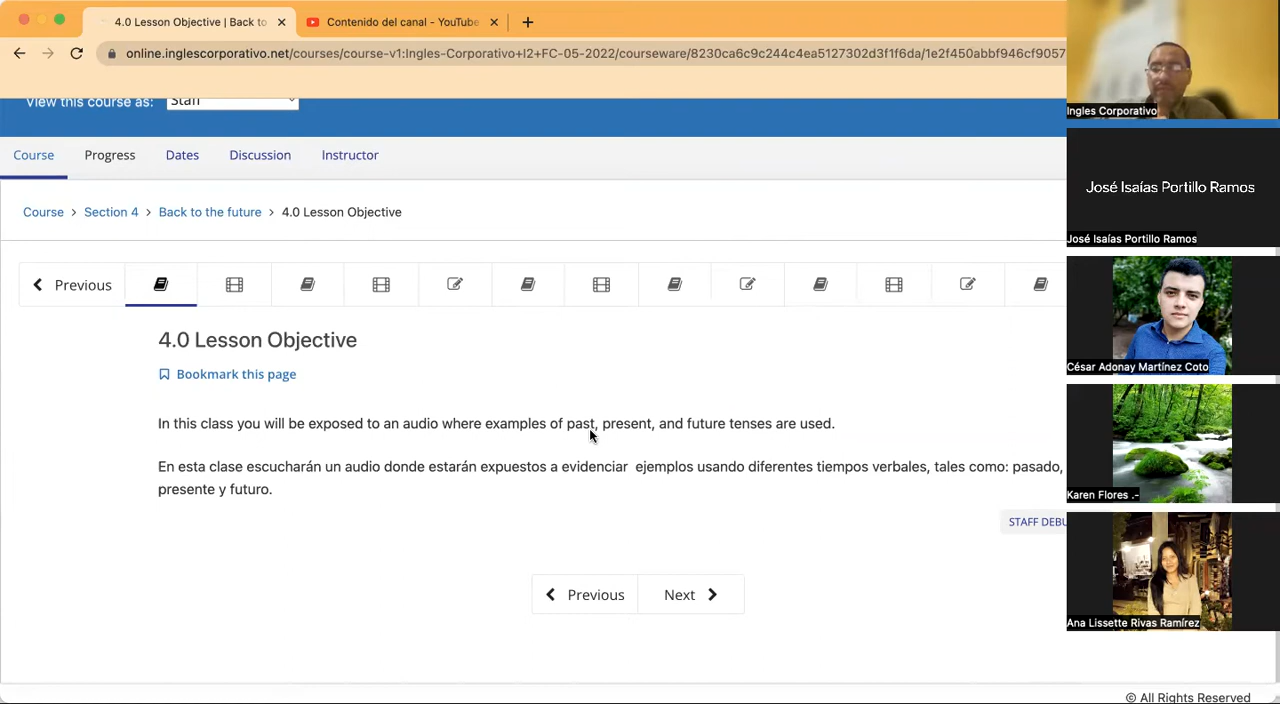 4.0 Lesson Objective | Back to
Contenido del canal - YouTube
online.inglescorporativo.net/courses/course-v1:Ingles-Corporativo+I2+FC-05-2022/courseware/8230ca6c9c244c4ea5127302d3f1f6da/1e2f450abbf946cf9057
View this course as: Staff
Course Progress Dates Discussion Instructor
Course > Section 4 > Back to the future > 4.0 Lesson Objective
Previous
4.0 Lesson Objective
Bookmark this page
In this class you will be exposed to an audio where examples of past, present, and future tenses are used.
En esta clase escucharán un audio donde estarán expuestos a evidenciar ejemplos usando diferentes tiempos verbales, tales como: pasado,
presente y futuro.
STAFF DEBU
Previous Next
© All Rights Reserved
Ingles Corporativo
José Isaías Portillo Ramos
José Isaías Portillo Ramos
César Adonay Martínez Coto
Karen Flores .-
Ana Lissette Rivas Ramírez